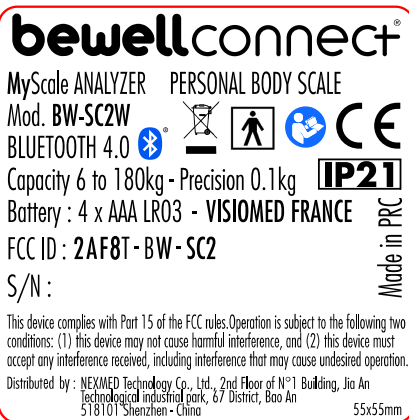 bewellconnect
MyScale ANALYZER PERSONAL BODY SCALE
Mod. BW-SC2W
BLUETOOTH 4.0 ®
CE
Capacity 6 to 180kg - Precision 0.1kg IP21
Battery : 4 x AAA LR03 - VISIOMED FRANCE
FCC ID : 2AF8T - BW - SC2
Made in PRC
S/N :
This device complies with Part 15 of the FCC rules.Operation is subject to the following two
conditions: (1) this device may not cause harmful interference, and (2) this device must
accept any interference received, including interference that may cause undesired operation.
Distributed by : NEXMED Technology Co., Ltd., 2nd Floor of N°1 Building, Jia An
Technological industrial park, 67 District, Bao An
518101 Shenzhen - China
55x55mm